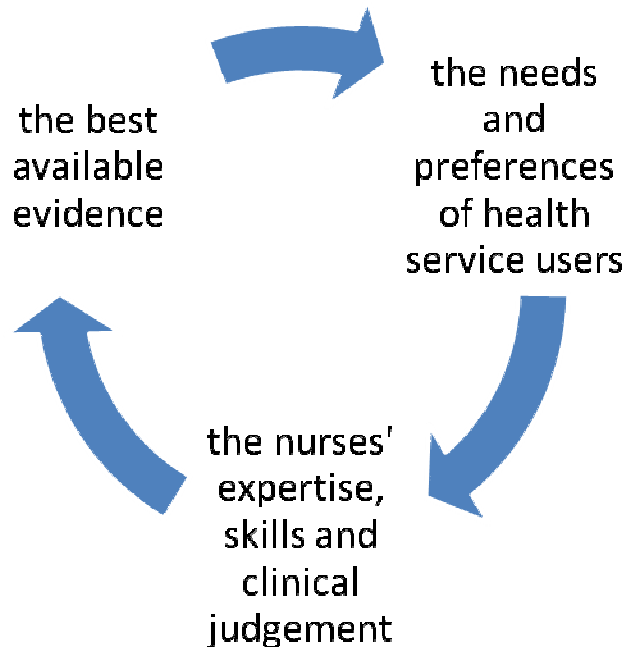 the best
available
evidence
the needs
and
preferences
of health
service users
the nurses'
expertise,
skills and
clinical
judgement